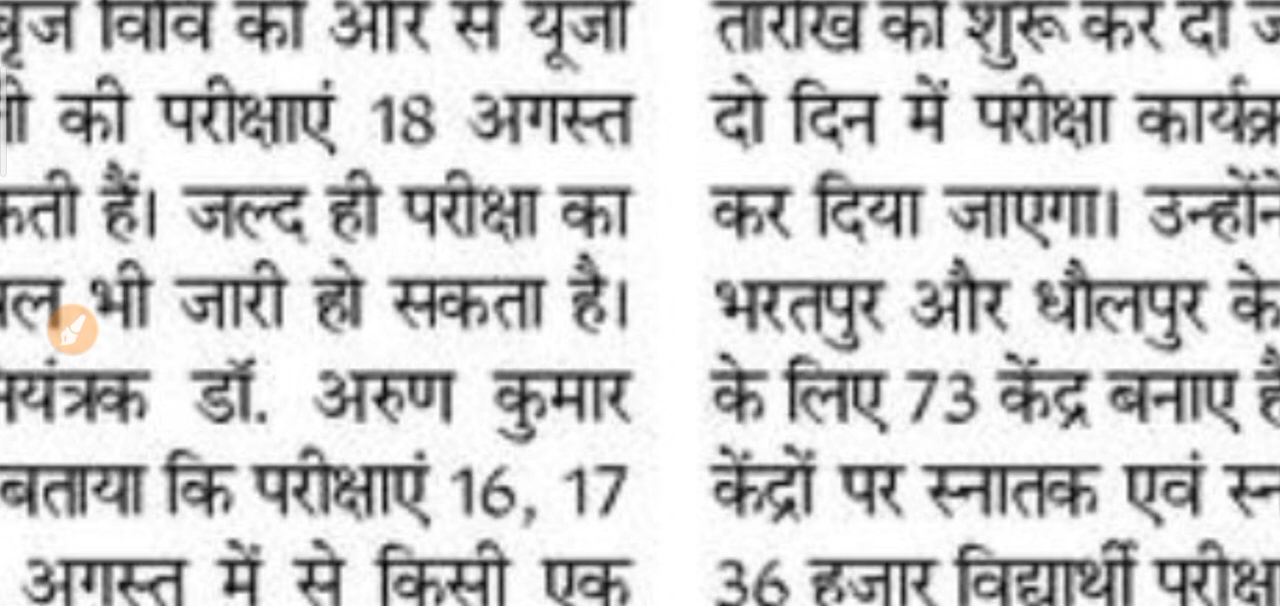 बृज विवि की ओर से यूजी
की परीक्षाएं 18 अगस्त
हैं। जल्द ही परीक्षा का
भी जारी हो सकता है।
डॉ. अरुण कुमार
बताया कि परीक्षाएं 16, 17
अगस्त में से किसी एक
तारीख को शुरू कर दी
दो दिन में परीक्षा
कर दिया जाएगा।
भरतपुर और धौलपुर के
के लिए 73 केंद्र बनाए
केंद्रों पर स्नातक एवं
36 हजार विद्यार्थी